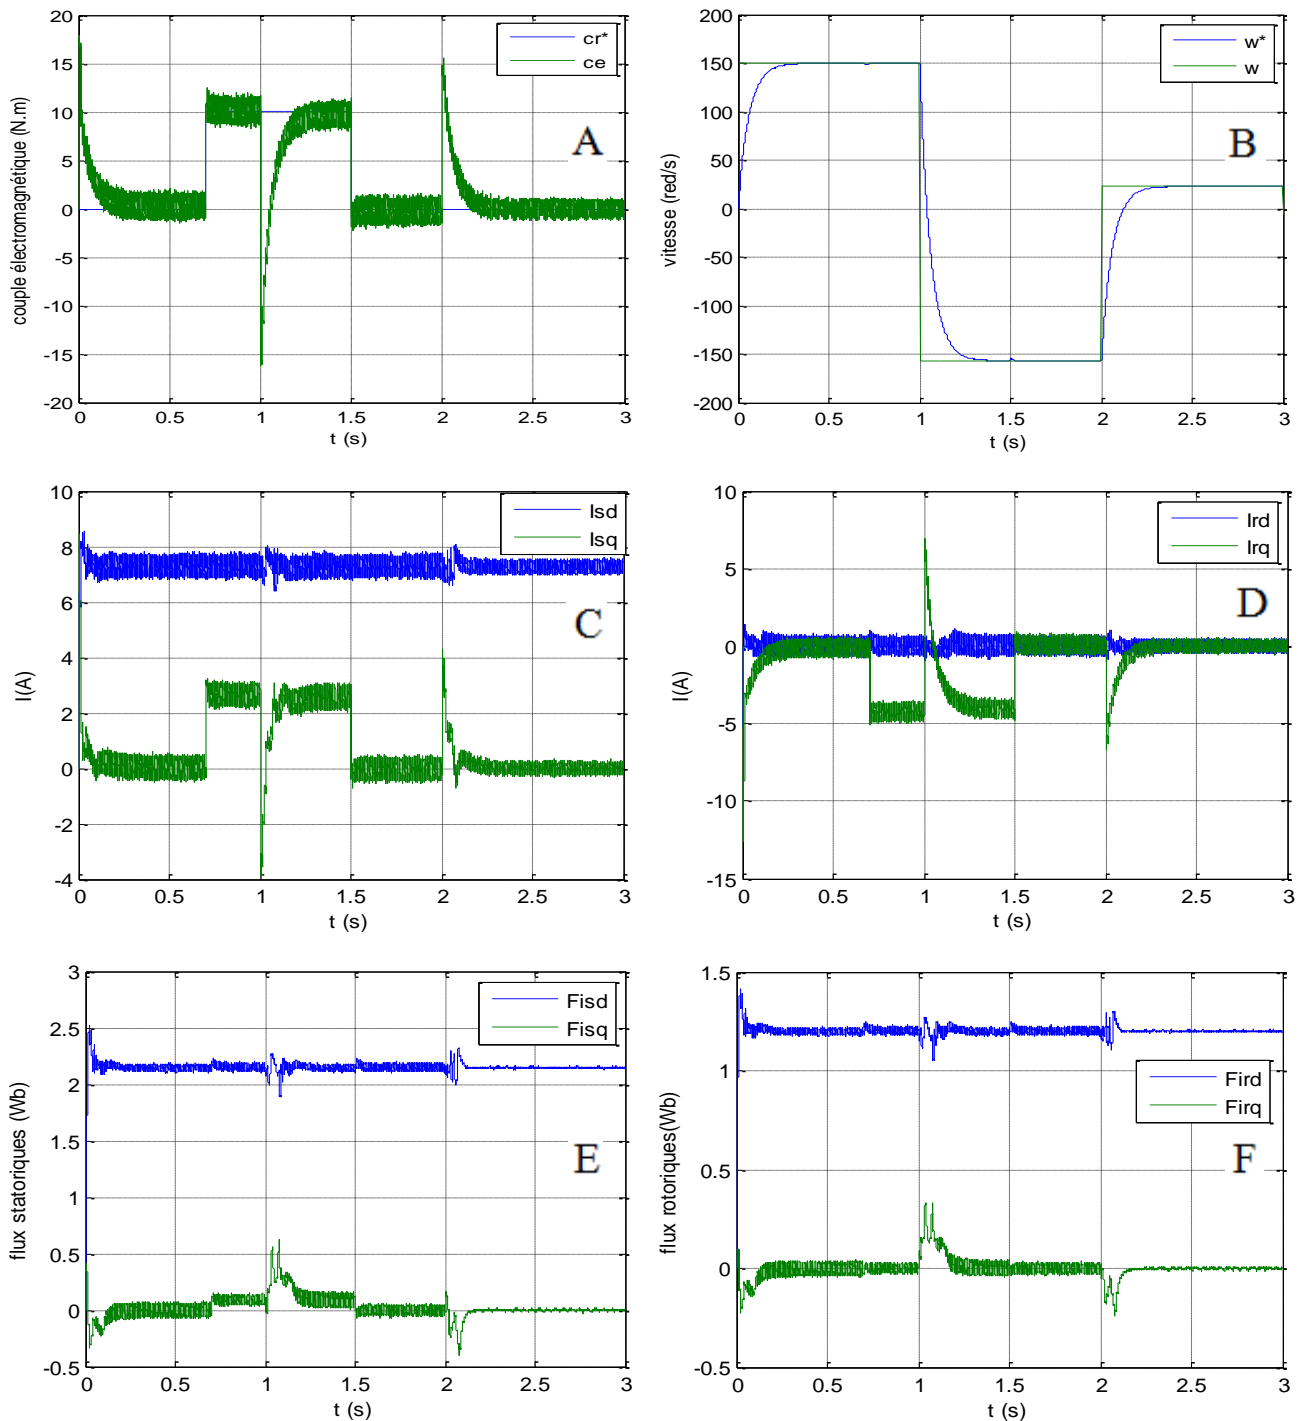 couple électromagnétique (N.m)
20
15
10
5
0
-5
-10
-15
-20
cr*
ce
A
0 0.5 1 1.5 2 2.5 3
t (s)
vitesse (red/s)
200
150
100
50
0
-50
-100
-150
-200
w*
w
B
0 0.5 1 1.5 2 2.5 3
t (s)
I(A)
10
8
6
4
2
0
-2
-4
Isd
Isq
C
0 0.5 1 1.5 2 2.5 3
t (s)
I(A)
10
5
0
-5
-10
-15
Ird
Irq
D
0 0.5 1 1.5 2 2.5 3
t (s)
flux statoriques (Wb)
3
2.5
2
1.5
1
0.5
0
-0.5
Fisd
Fisq
E
0 0.5 1 1.5 2 2.5 3
t (s)
flux rotoriques(Wb)
1.5
1
0.5
0
-0.5
Fird
Firq
F
0 0.5 1 1.5 2 2.5 3
t (s)